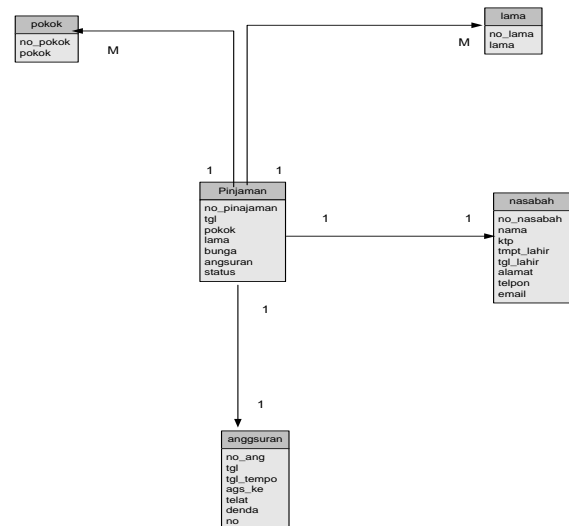 pokok
no_pokok
pokok
M
lama
no_lama
lama
M
1
1
Pinjaman
no_pinajaman
tgl
pokok
lama
bunga
angsuran
status
1
1
nasabah
no_nasabah
nama
ktp
tmpt_lahir
tgl_lahir
alamat
telpon
email
1
1
anggsuran
no_ang
tgl
tgl_tempo
ags_ke
telat
denda
no